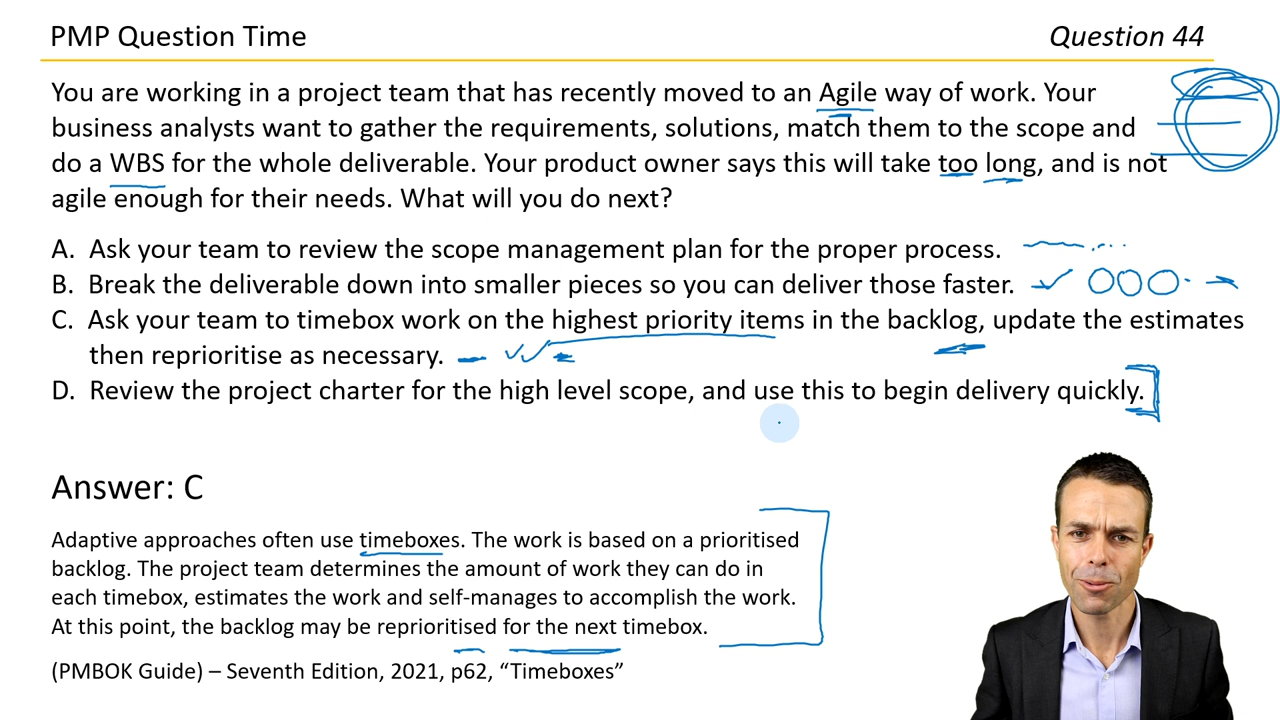 PMP Question Time
Question 44
You are working in a project team that has recently moved to an Agile way of work. Your
business analysts want to gather the requirements, solutions, match them to the scope and
do a WBS for the whole deliverable. Your product owner says this will take too long, and is not
agile enough for their needs. What will you do next?
A. Ask your team to review the scope management plan for the proper process.
B. Break the deliverable down into smaller pieces so you can deliver those faster.
C. Ask your team to timebox work on the highest priority items in the backlog, update the estimates
then reprioritise as necessary.
D. Review the project charter for the high level scope, and use this to begin delivery quickly.
Answer: C
Adaptive approaches often use timeboxes. The work is based on a prioritised
backlog. The project team determines the amount of work they can do in
each timebox, estimates the work and self-manages to accomplish the work.
At this point, the backlog may be reprioritised for the next timebox.
(PMBOK Guide) – Seventh Edition, 2021, p62, “Timeboxes”